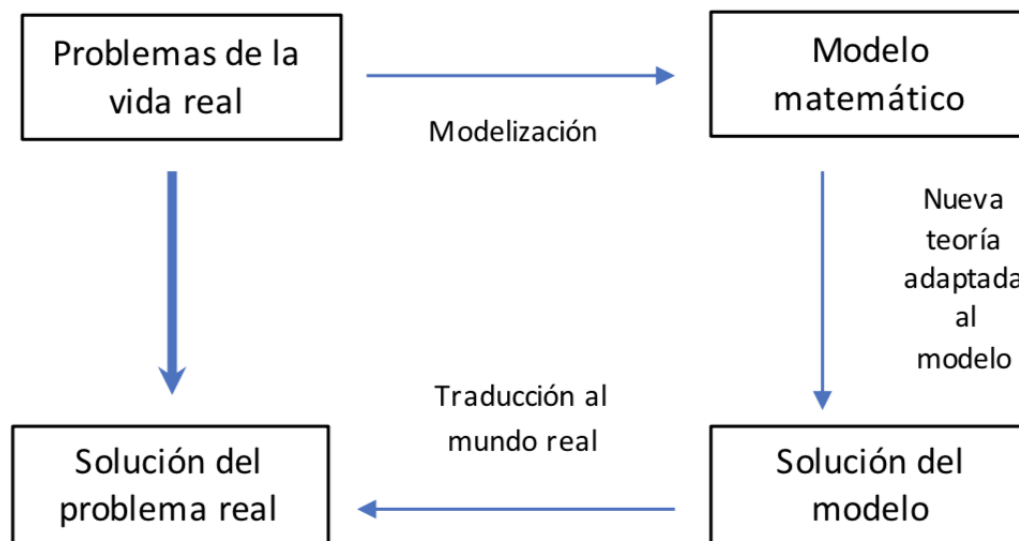 Problemas de la
vida real
Modelización
Modelo
matemático
Nueva
teoría
adaptada
al
modelo
Traducción al
mundo real
Solución del
problema real
Solución del
modelo